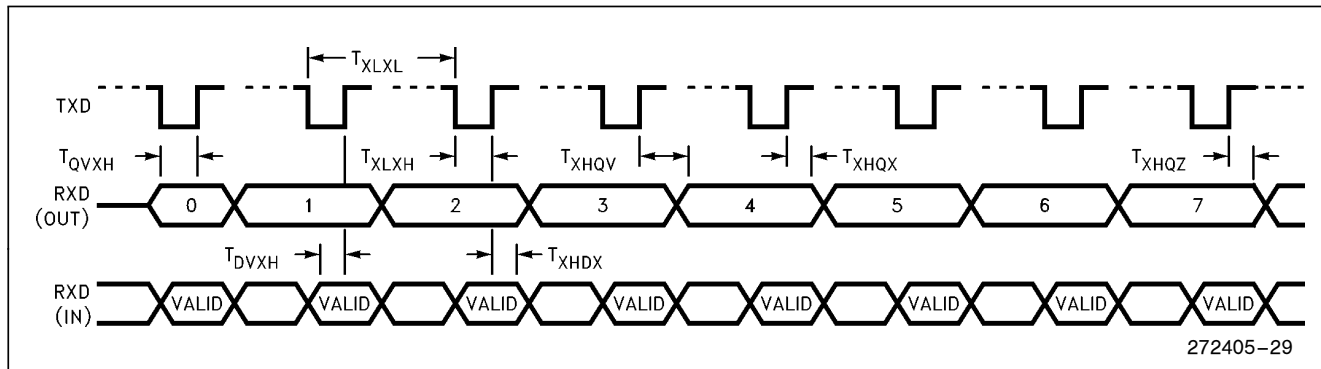 T_XLXL
TXD
T_QVXH T_XLXH T_XHQV T_XHQX T_XHQZ
RXD (OUT) 0 1 2 3 4 5 6 7
T_DVXH T_XHDX
RXD (IN) VALID VALID VALID VALID VALID VALID VALID VALID
272405–29